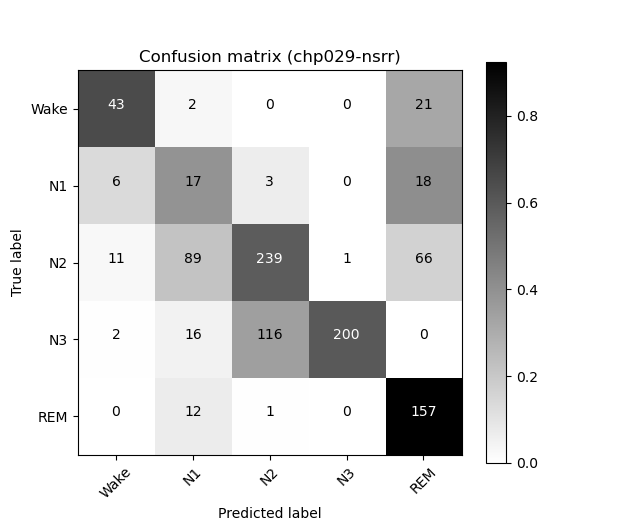 Confusion matrix (chp029-nsrr)
Wake 43 2 0 0 21
N1 6 17 3 0 18
N2 11 89 239 1 66
N3 2 16 116 200 0
REM 0 12 1 0 157
Wake N1 N2 N3 REM
Predicted label
True label
0.8
0.6
0.4
0.2
0.0